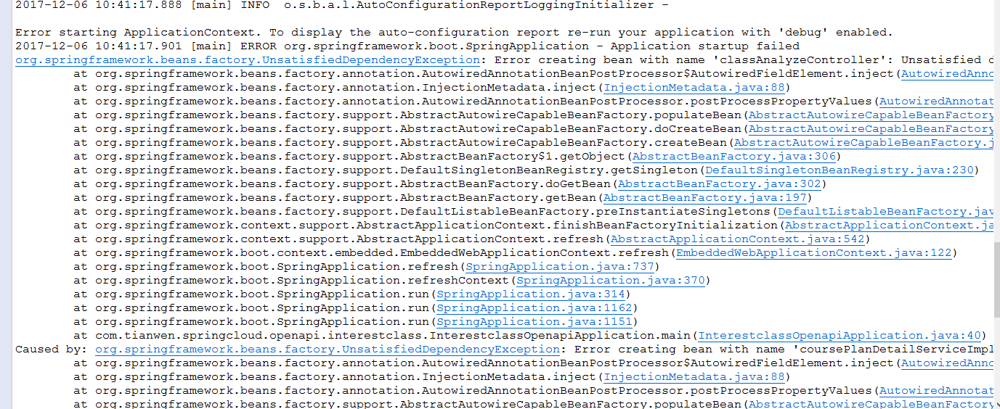 2017-12-06 10:41:17.888 [main] INFO  o.s.b.a.l.AutoConfigurationReportLoggingInitializer -
Error starting ApplicationContext. To display the auto-configuration report re-run your application with 'debug' enabled.
2017-12-06 10:41:17.901 [main] ERROR org.springframework.boot.SpringApplication - Application startup failed
org.springframework.beans.factory.UnsatisfiedDependencyException: Error creating bean with name 'classAnalyzeController': Unsatisfied d
at org.springframework.beans.factory.annotation.AutowiredAnnotationBeanPostProcessor$AutowiredFieldElement.inject(AutowiredAnno
at org.springframework.beans.factory.annotation.InjectionMetadata.inject(InjectionMetadata.java:88)
at org.springframework.beans.factory.annotation.AutowiredAnnotationBeanPostProcessor.postProcessPropertyValues(AutowiredAnnotat
at org.springframework.beans.factory.support.AbstractAutowireCapableBeanFactory.populateBean(AbstractAutowireCapableBeanFactory
at org.springframework.beans.factory.support.AbstractAutowireCapableBeanFactory.doCreateBean(AbstractAutowireCapableBeanFactory
at org.springframework.beans.factory.support.AbstractAutowireCapableBeanFactory.createBean(AbstractAutowireCapableBeanFactory.j
at org.springframework.beans.factory.support.AbstractBeanFactory$1.getObject(AbstractBeanFactory.java:306)
at org.springframework.beans.factory.support.DefaultSingletonBeanRegistry.getSingleton(DefaultSingletonBeanRegistry.java:230)
at org.springframework.beans.factory.support.AbstractBeanFactory.doGetBean(AbstractBeanFactory.java:302)
at org.springframework.beans.factory.support.AbstractBeanFactory.getBean(AbstractBeanFactory.java:197)
at org.springframework.beans.factory.support.DefaultListableBeanFactory.preInstantiateSingletons(DefaultListableBeanFactory.jav
at org.springframework.context.support.AbstractApplicationContext.finishBeanFactoryInitialization(AbstractApplicationContext.ja
at org.springframework.context.support.AbstractApplicationContext.refresh(AbstractApplicationContext.java:542)
at org.springframework.boot.context.embedded.EmbeddedWebApplicationContext.refresh(EmbeddedWebApplicationContext.java:122)
at org.springframework.boot.SpringApplication.refresh(SpringApplication.java:737)
at org.springframework.boot.SpringApplication.refreshContext(SpringApplication.java:370)
at org.springframework.boot.SpringApplication.run(SpringApplication.java:314)
at org.springframework.boot.SpringApplication.run(SpringApplication.java:1162)
at org.springframework.boot.SpringApplication.run(SpringApplication.java:1151)
at com.tianwen.springcloud.openapi.interestclass.InterestclassOpenapiApplication.main(InterestclassOpenapiApplication.java:40)
Caused by: org.springframework.beans.factory.UnsatisfiedDependencyException: Error creating bean with name 'coursePlanDetailServiceImpl
at org.springframework.beans.factory.annotation.AutowiredAnnotationBeanPostProcessor$AutowiredFieldElement.inject(AutowiredAnno
at org.springframework.beans.factory.annotation.InjectionMetadata.inject(InjectionMetadata.java:88)
at org.springframework.beans.factory.annotation.AutowiredAnnotationBeanPostProcessor.postProcessPropertyValues(AutowiredAnnotat
at org.springframework.beans.factory.support.AbstractAutowireCapableBeanFactory.populateBean(AbstractAutowireCapableBeanFactory